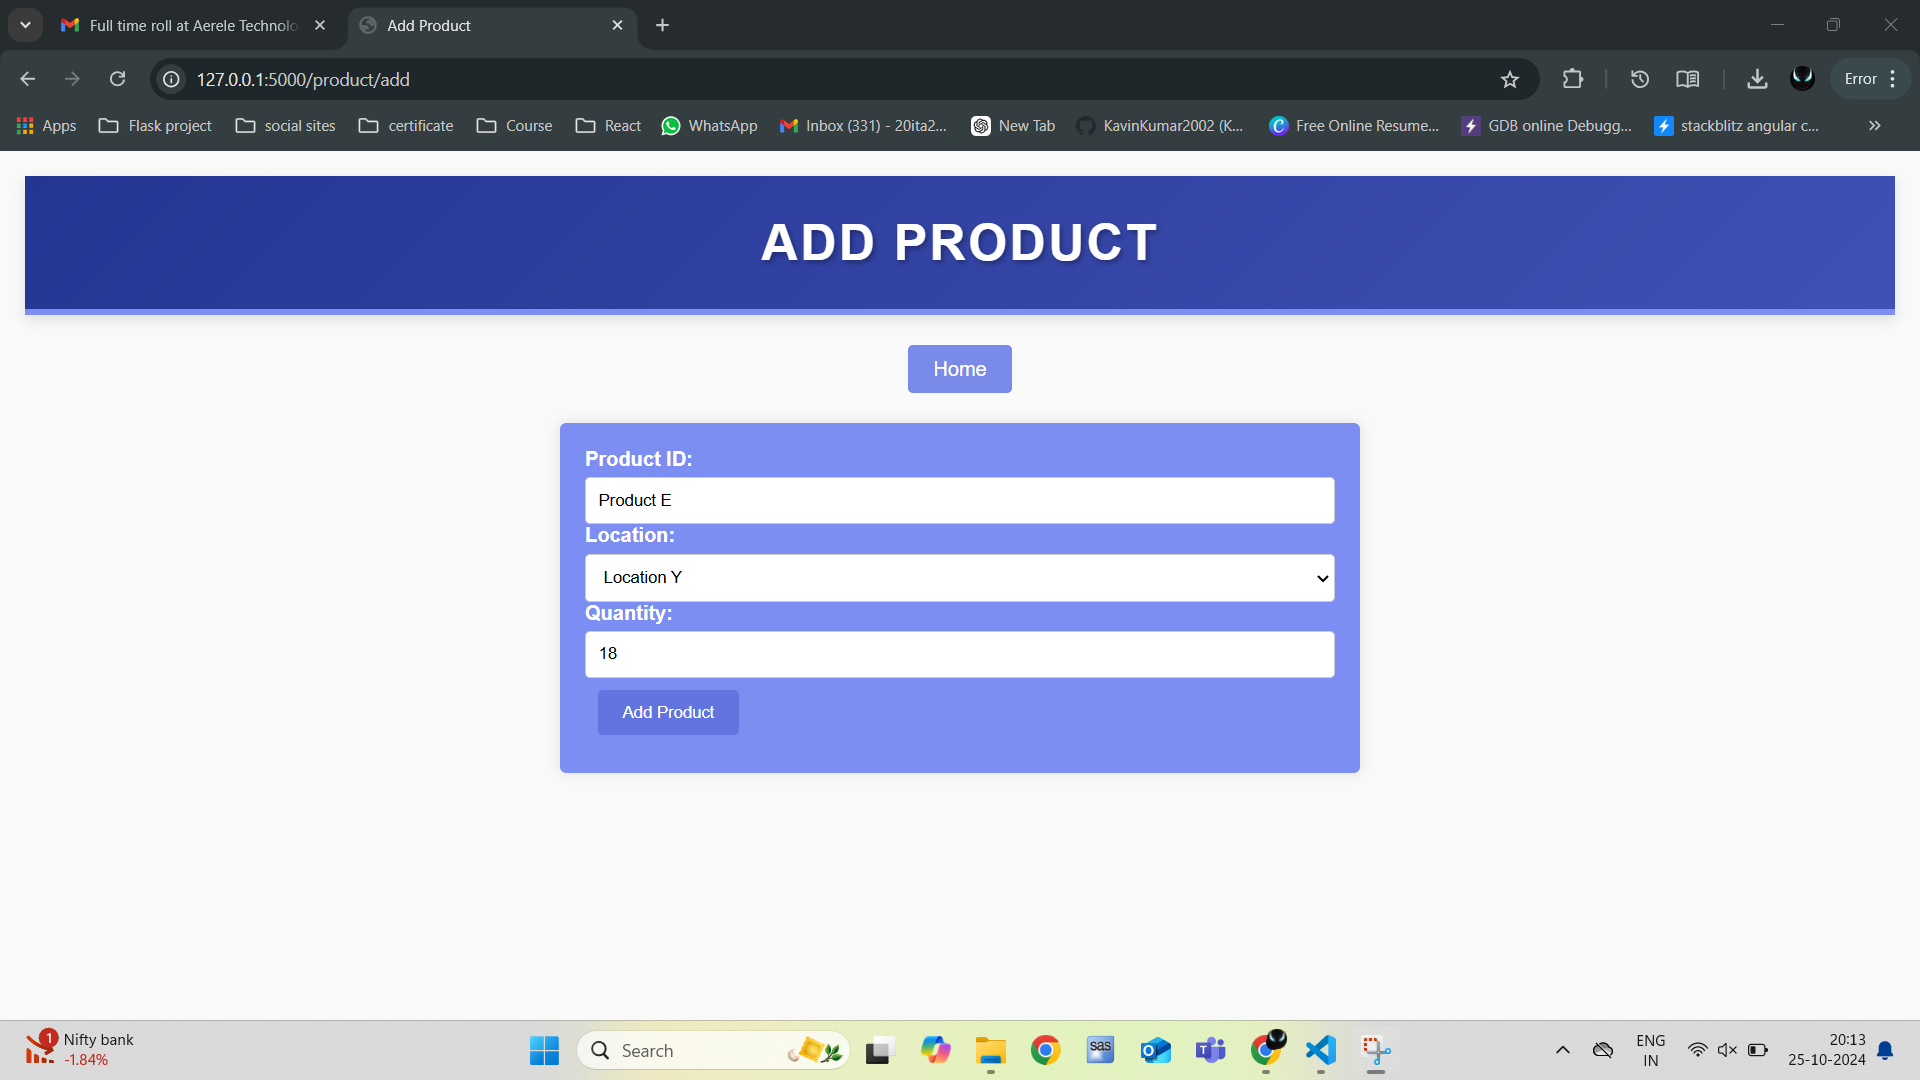 Full time roll at Aerele Technolo
Add Product
127.0.0.1:5000/product/add
Error
Apps
Flask project
social sites
certificate
Course
React
WhatsApp
Inbox (331) - 20ita2...
New Tab
KavinKumar2002 (K...
Free Online Resume...
GDB online Debugg...
stackblitz angular c...
ADD PRODUCT
Home
Product ID:
Product E
Location:
Location Y
Quantity:
18
Add Product
1
Nifty bank
-1.84%
Search
sas
ENG
IN
20:13
25-10-2024